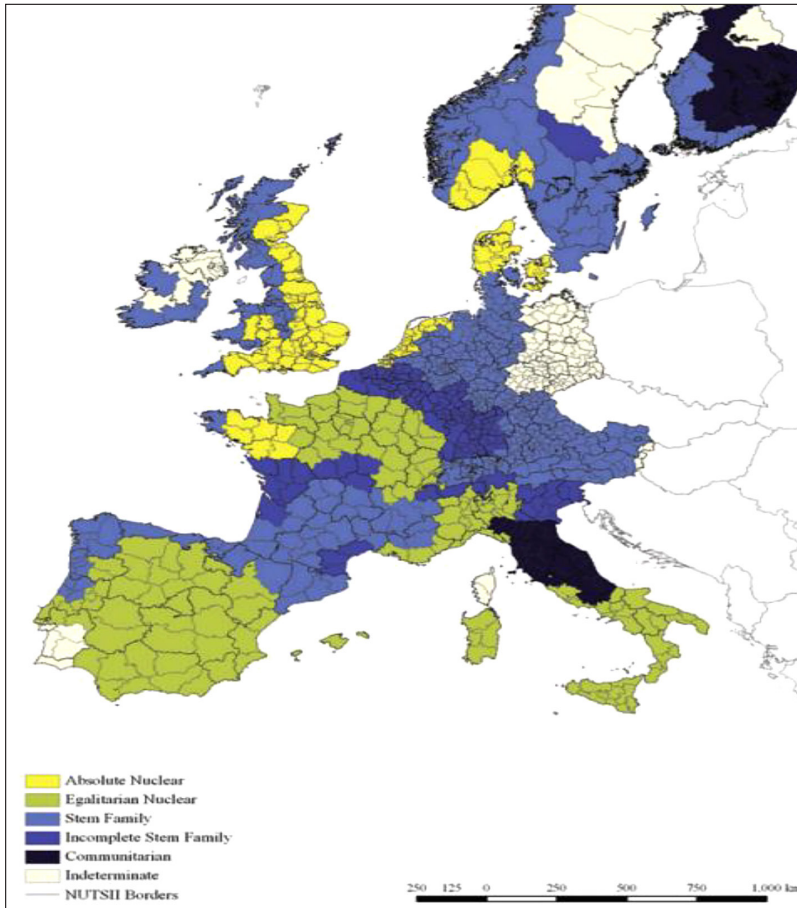 Absolute Nuclear
Egalitarian Nuclear
Stem Family
Incomplete Stem Family
Communitarian
Indeterminate
NUTSII Borders
250 125 0 250 500 750 1,000 km